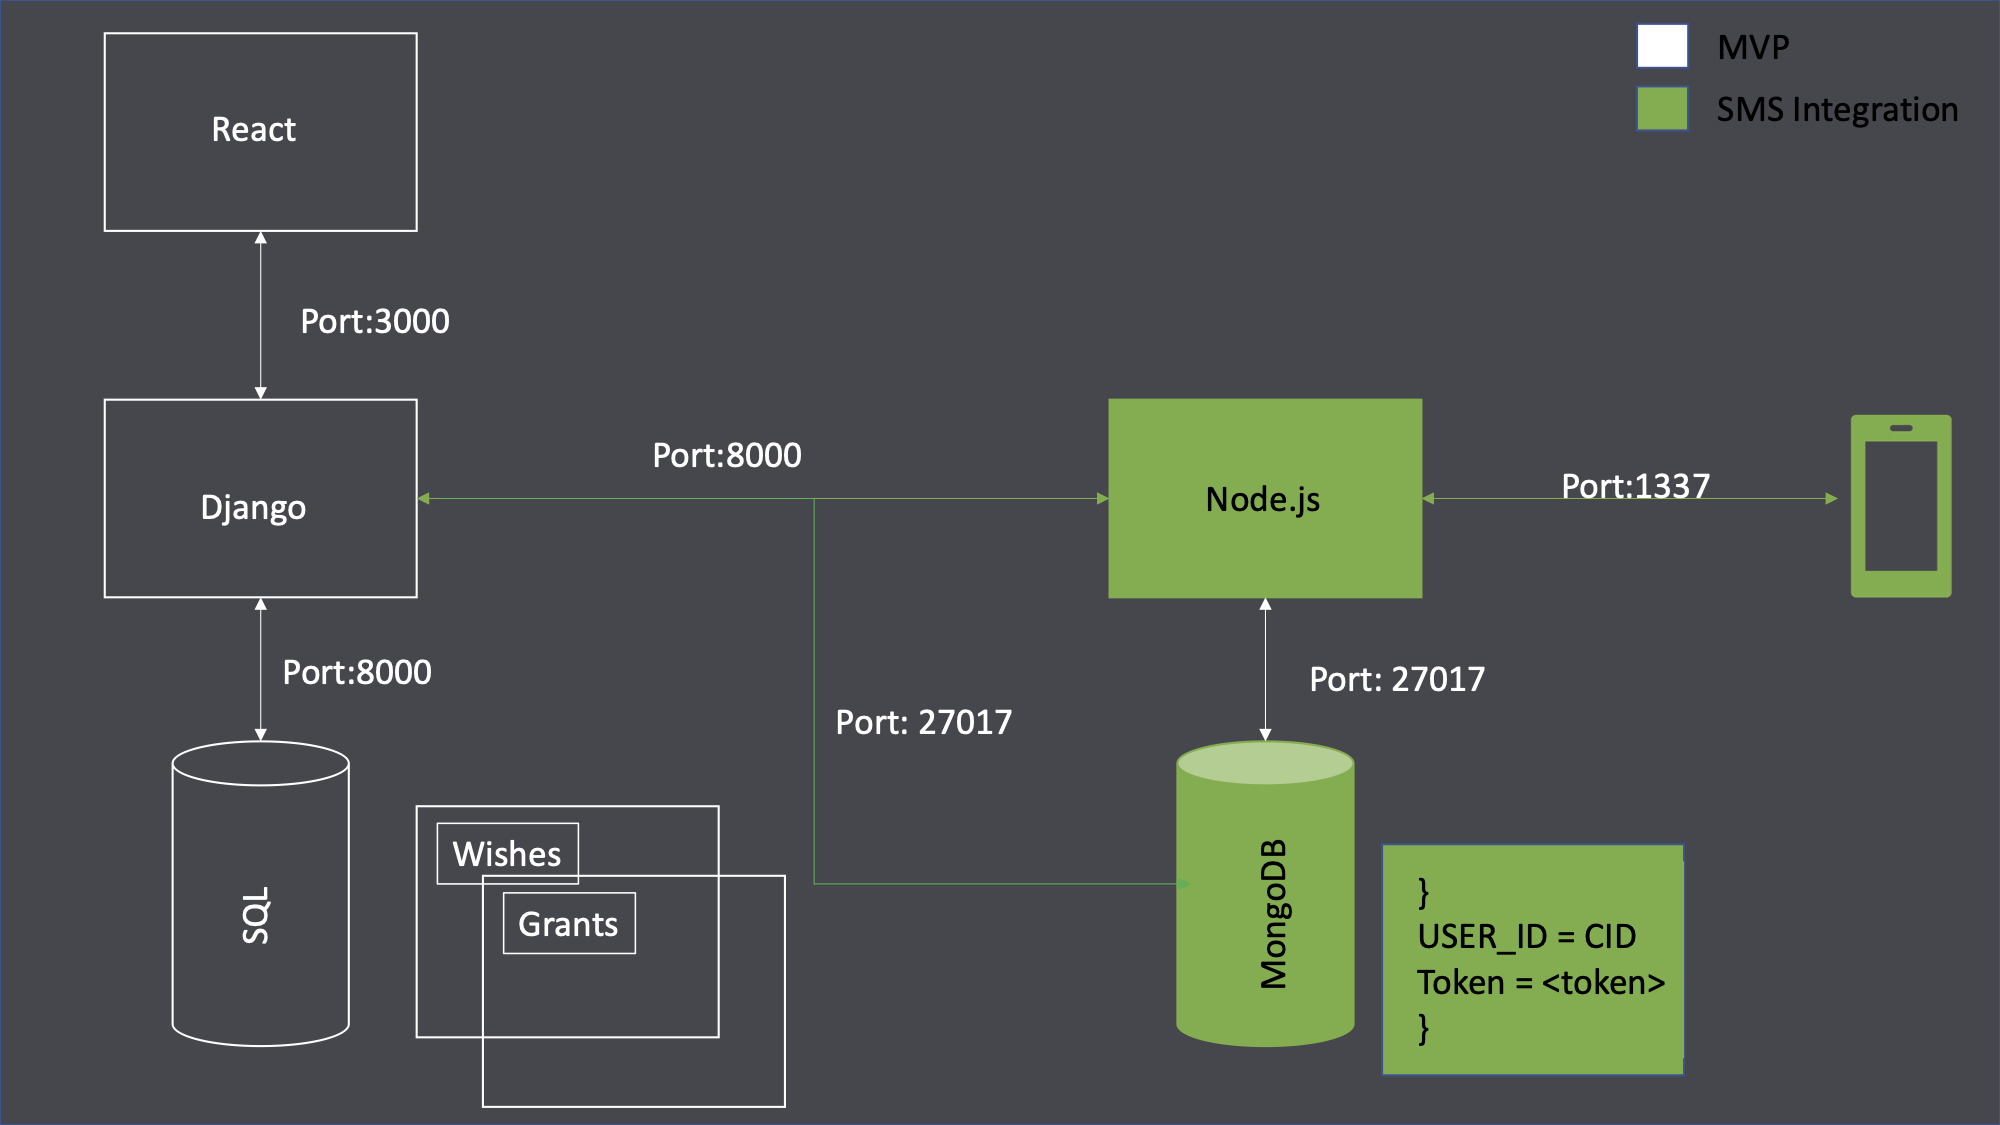 MVP
SMS Integration
React
Port:3000
Django
Port:8000
Node.js
Port:1337
Port:8000
Port: 27017
Port: 27017
SQL
Wishes
Grants
MongoDB
}
USER_ID = CID
Token = <token>
}